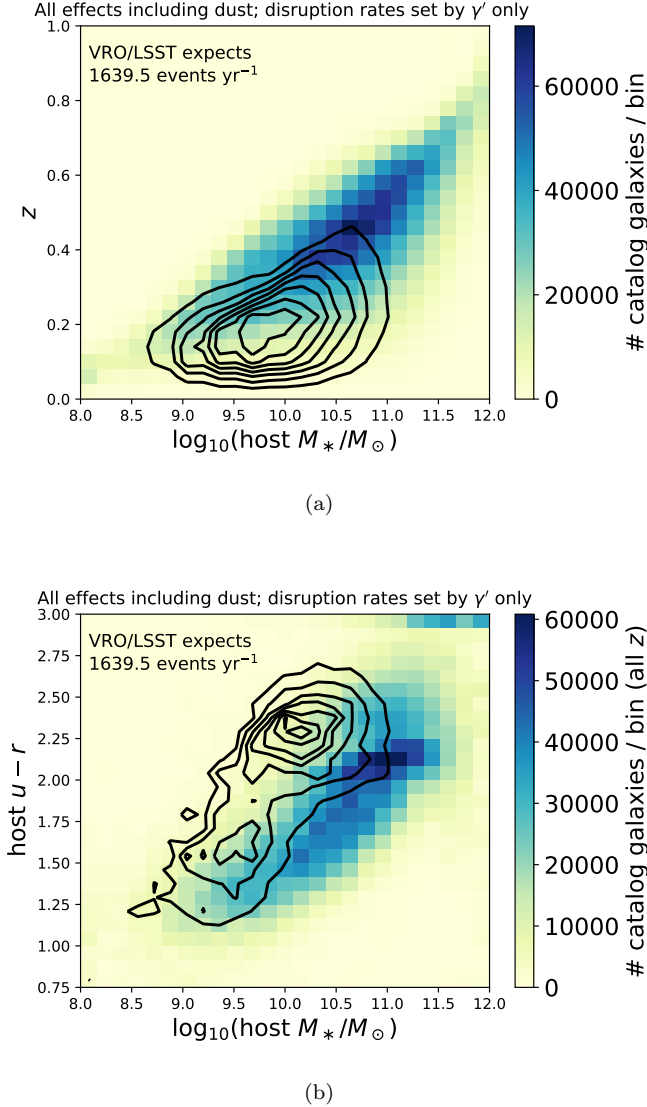 All effects including dust; disruption rates set by γ′ only
VRO/LSST expects
1639.5 events yr⁻¹
1.0
0.8
0.6
0.4
0.2
0.0
z
8.0 8.5 9.0 9.5 10.0 10.5 11.0 11.5 12.0
log₁₀(host M∗/M⊙)
60000
40000
20000
0
# catalog galaxies / bin
(a)
All effects including dust; disruption rates set by γ′ only
VRO/LSST expects
1639.5 events yr⁻¹
3.00
2.75
2.50
2.25
2.00
1.75
1.50
1.25
1.00
0.75
host u − r
8.0 8.5 9.0 9.5 10.0 10.5 11.0 11.5 12.0
log₁₀(host M∗/M⊙)
60000
50000
40000
30000
20000
10000
0
# catalog galaxies / bin (all z)
(b)